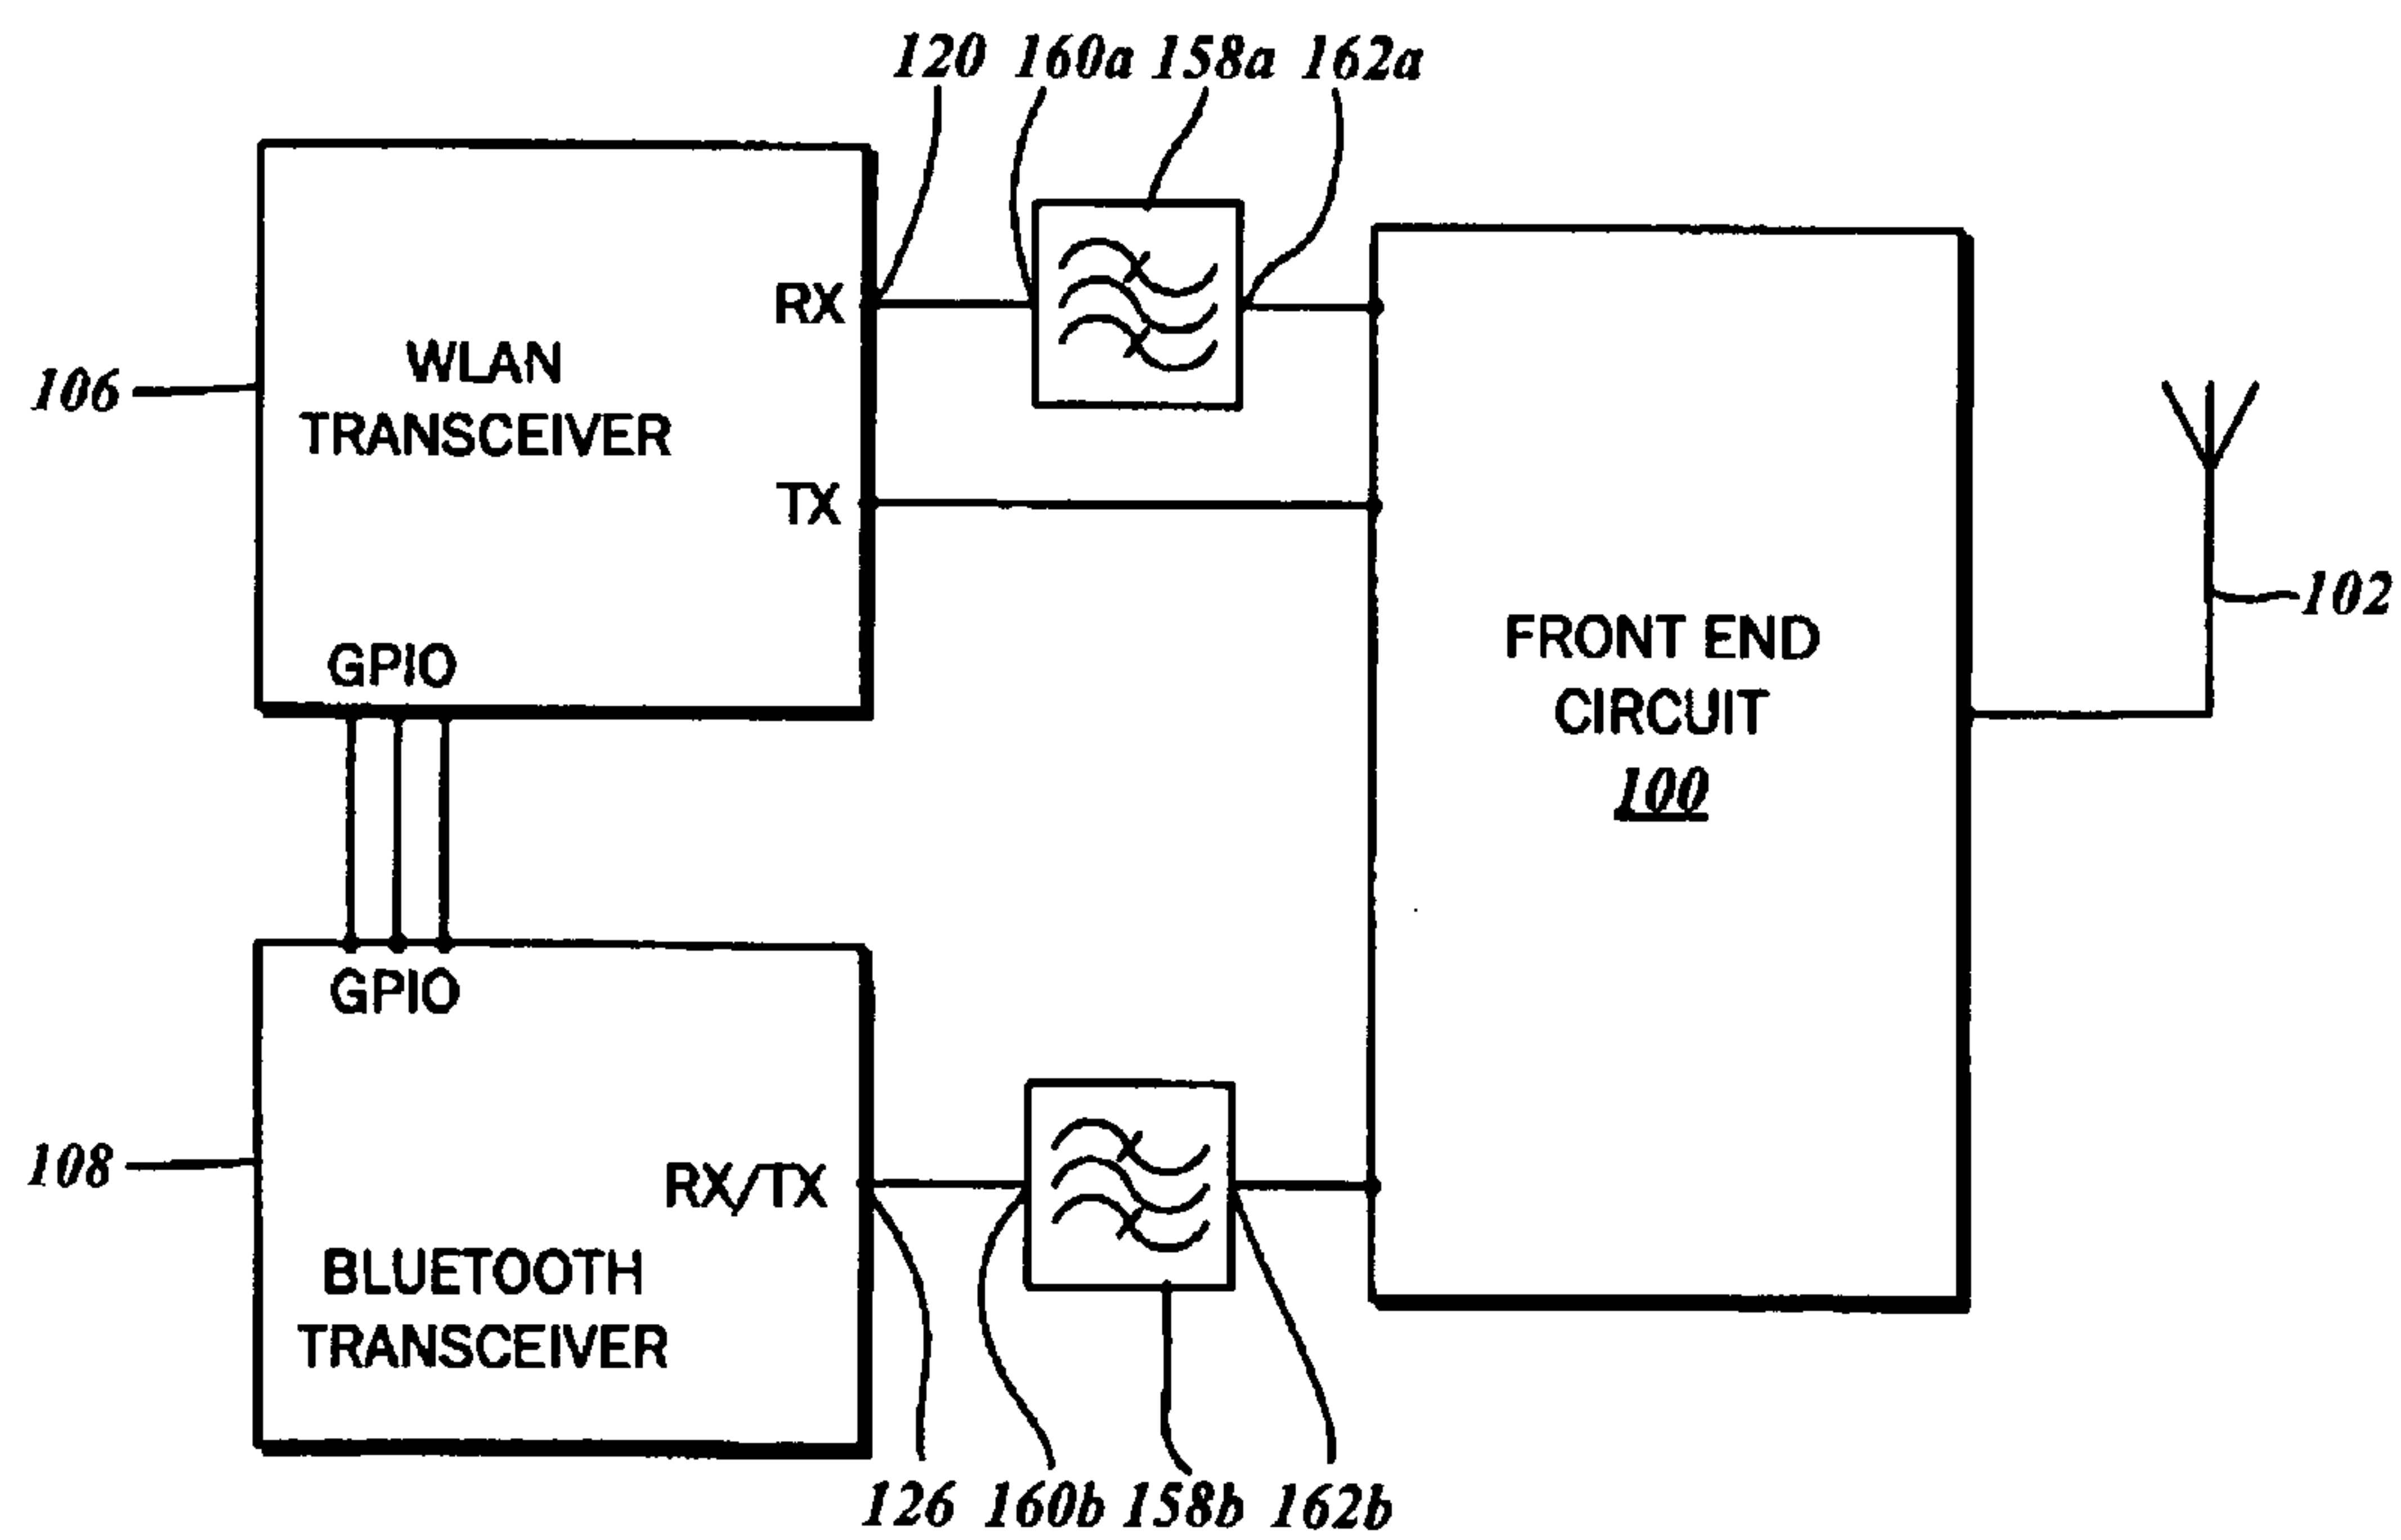 120 160a 158a 162a
RX
WLAN
TRANSCEIVER
106
TX
GPIO
102
FRONT END
CIRCUIT
100
GPIO
108
RX/TX
BLUETOOTH
TRANSCEIVER
126 160b 158b 162b